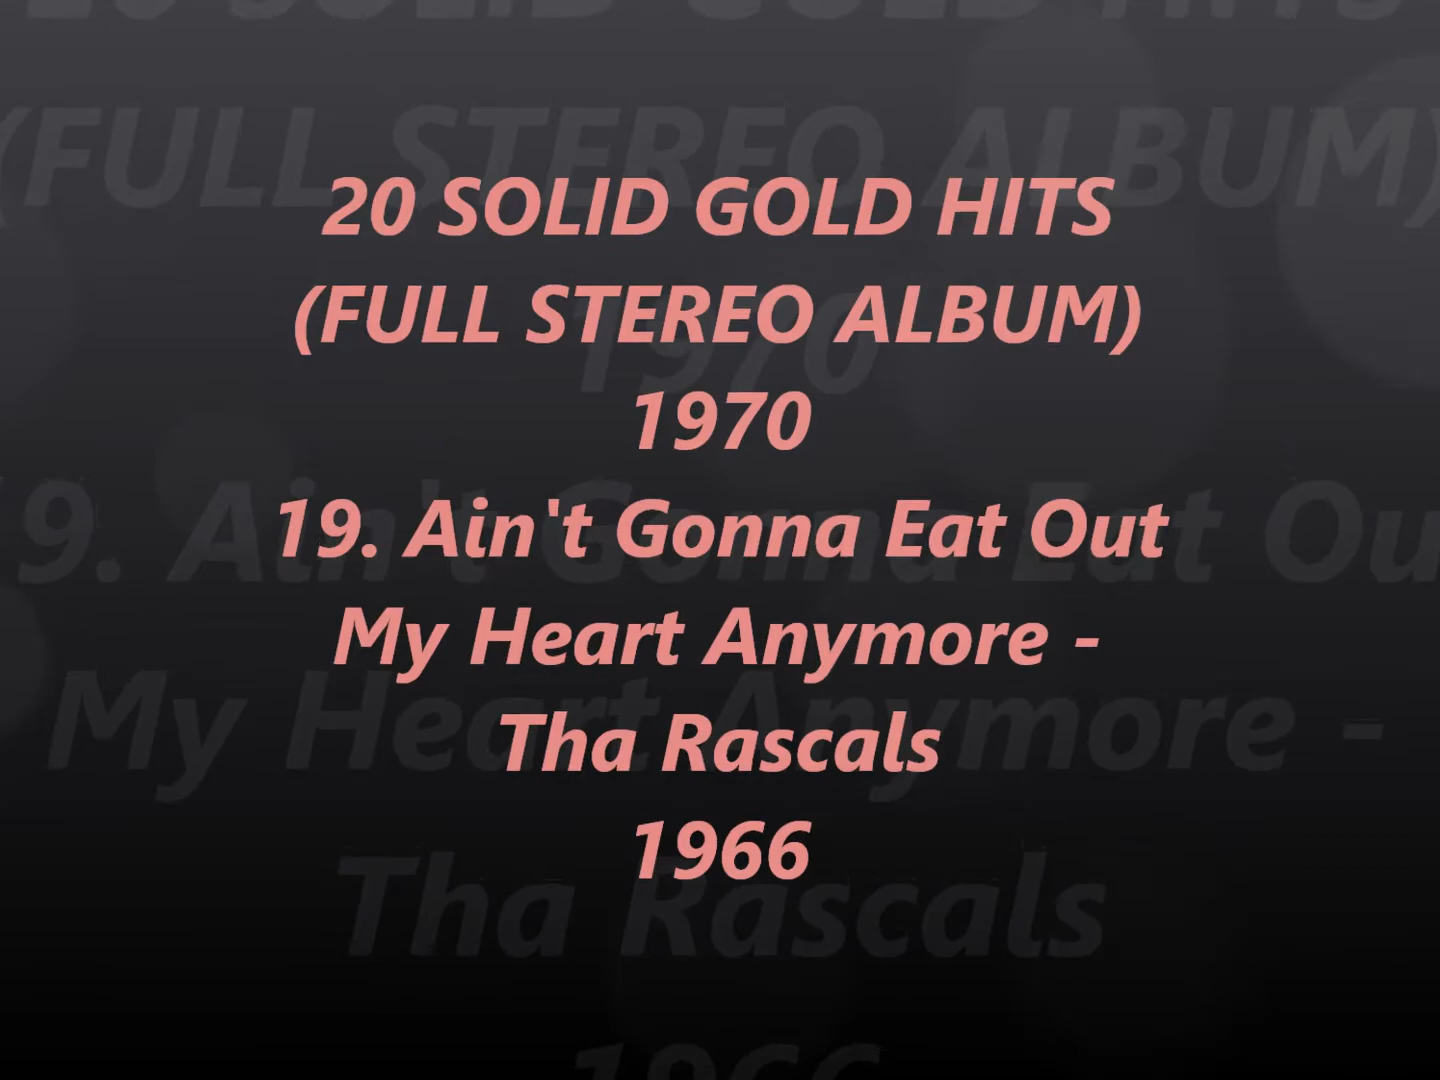 20 SOLID GOLD HITS
(FULL STEREO ALBUM)
1970
19. Ain't Gonna Eat Out
My Heart Anymore -
Tha Rascals
1966